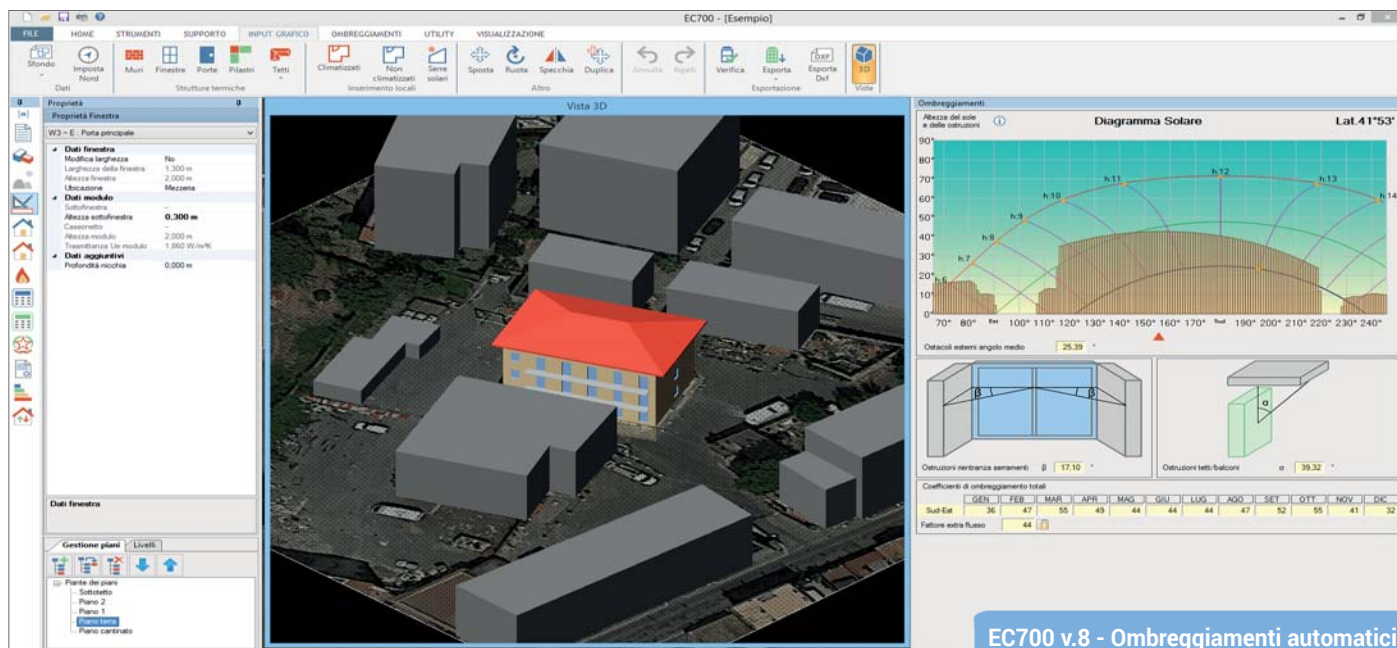 EC700 - [Esempio]
FILE HOME STRUMENTI SUPPORTO INPUT GRAFICO OMBREGGIAMENTI UTILITY VISUALIZZAZIONE
Sfondo
Imposta Nord
Muri
Finestre
Porte
Pilastri
Tetti
Climatizzati
Non climatizzati
Serre solari
Sposta
Ruota
Specchia
Duplica
Annulla
Ripeti
Verifica
Esporta
Esporta Dxf
3D
Dati
Strutture termiche
Inserimento locali
Altro
Esportazione
Viste
Proprietà
Proprietà Finestra
W3 - E : Porta principale
Dati finestra
Modifica larghezza No
Larghezza della finestra 1,300 m
Altezza finestra 2,000 m
Ubicazione Mezzeria
Dati modulo
Sottofinestra -
Altezza sottofinestra 0,300 m
Cassonetto -
Altezza modulo 2,000 m
Trasmittanza Ue modulo 1,860 W/m²K
Dati aggiuntivi
Profondità nicchia 0,000 m
Dati finestra
Gestione piani Livelli
Piante dei piani
Sottotetto
Piano 2
Piano 1
Piano terra
Piano cantinato
Vista 3D
Ombreggiamenti
Altezza del sole
e delle ostruzioni
Diagramma Solare
Lat.41°53'
90°
80°
70°
60°
50°
40°
30°
20°
10°
0°
h:6
h:7
h:8
h:9
h:10
h:11
h:12
h:13
h:14
70° 80° Est 100° 110° 120° 130° 140° 150° 160° 170° Sud 190° 200° 210° 220° 230° 240°
Ostacoli esterni angolo medio 25,39 °
β β
Ostruzioni rientranza serramenti β 17,10 °
α
Ostruzioni tetti/balconi α 39,32 °
Coefficienti di ombreggiamento totali
GEN FEB MAR APR MAG GIU LUG AGO SET OTT NOV DIC
Sud-Est 36 47 55 49 44 44 44 47 52 55 41 32
Fattore extra flusso 44
EC700 v.8 - Ombreggiamenti automatici